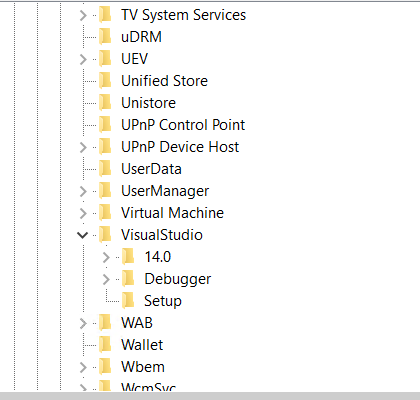 TV System Services
uDRM
UEV
Unified Store
Unistore
UPnP Control Point
UPnP Device Host
UserData
UserManager
Virtual Machine
VisualStudio
14.0
Debugger
Setup
WAB
Wallet
Wbem
WcmSvc